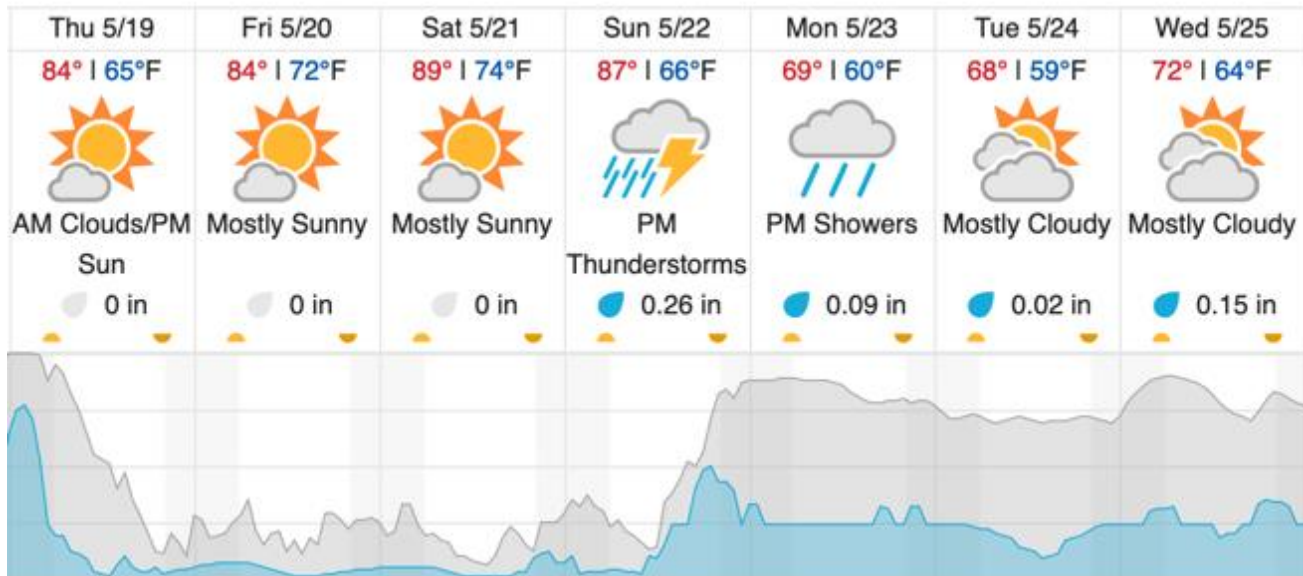 Thu 5/19 Fri 5/20 Sat 5/21 Sun 5/22 Mon 5/23 Tue 5/24 Wed 5/25
84° | 65°F 84° | 72°F 89° | 74°F 87° | 66°F 69° | 60°F 68° | 59°F 72° | 64°F
AM Clouds/PM Mostly Sunny Mostly Sunny PM PM Showers Mostly Cloudy Mostly Cloudy
Sun Thunderstorms
0 in 0 in 0 in 0.26 in 0.09 in 0.02 in 0.15 in